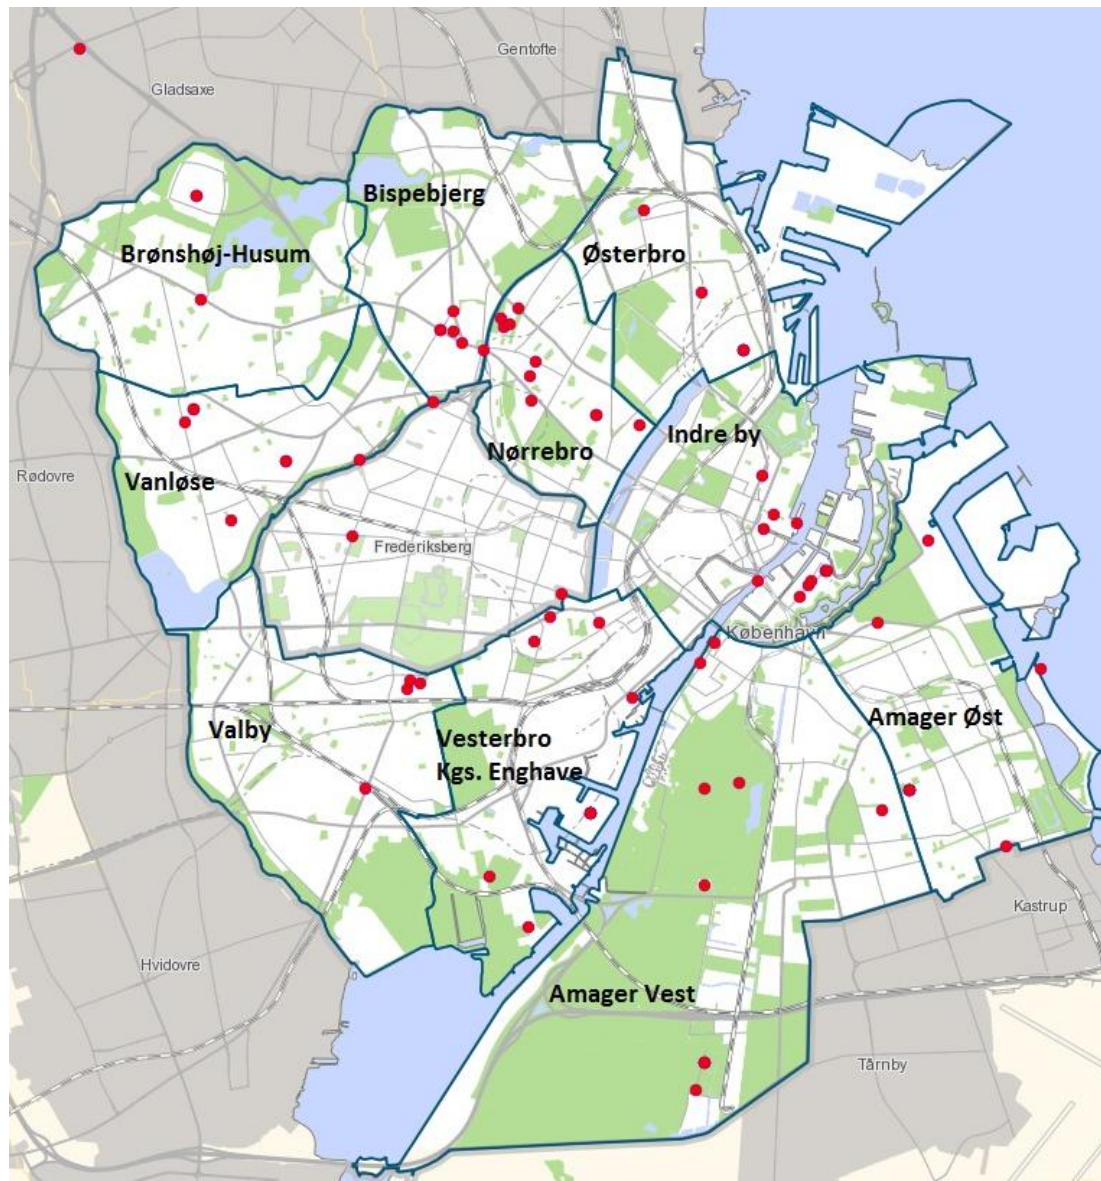 Gentofte
Gladsaxe
Bispebjerg
Brønshøj-Husum
Østerbro
Indre by
Nørrebro
Rødovre
Vanløse
Frederiksberg
København
Amager Øst
Valby
Vesterbro
Kgs. Enghave
Kastrup
Hvidovre
Amager Vest
Tårnby